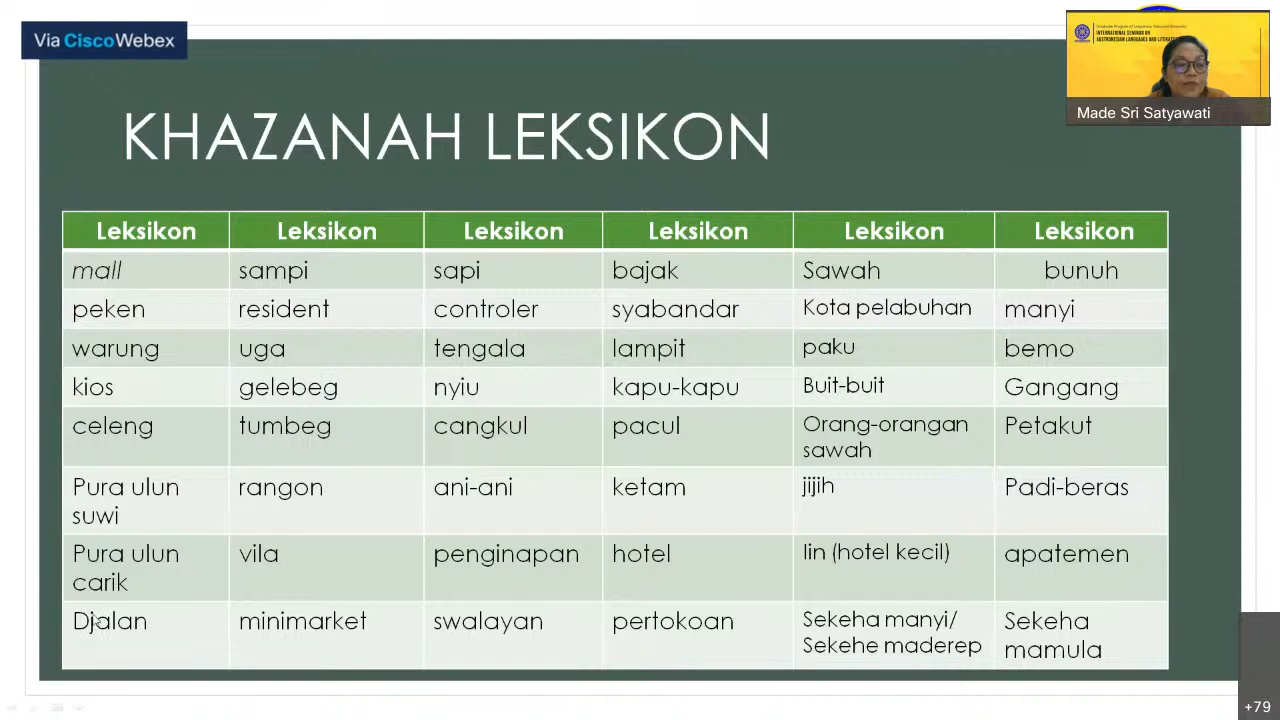 Via CiscoWebex
INTERNATIONAL SEMINAR ON
Made Sri Satyawati
KHAZANAH LEKSIKON
Leksikon Leksikon Leksikon Leksikon Leksikon Leksikon
mall sampi sapi bajak Sawah bunuh
peken resident controler syabandar Kota pelabuhan manyi
warung uga tengala lampit paku bemo
kios gelebeg nyiu kapu-kapu Buit-buit Gangang
celeng tumbeg cangkul pacul Orang-orangan sawah Petakut
Pura ulun suwi rangon ani-ani ketam jijih Padi-beras
Pura ulun carik vila penginapan hotel Iin (hotel kecil) apatemen
Djalan minimarket swalayan pertokoan Sekeha manyi/ Sekehe maderep Sekeha mamula
+79